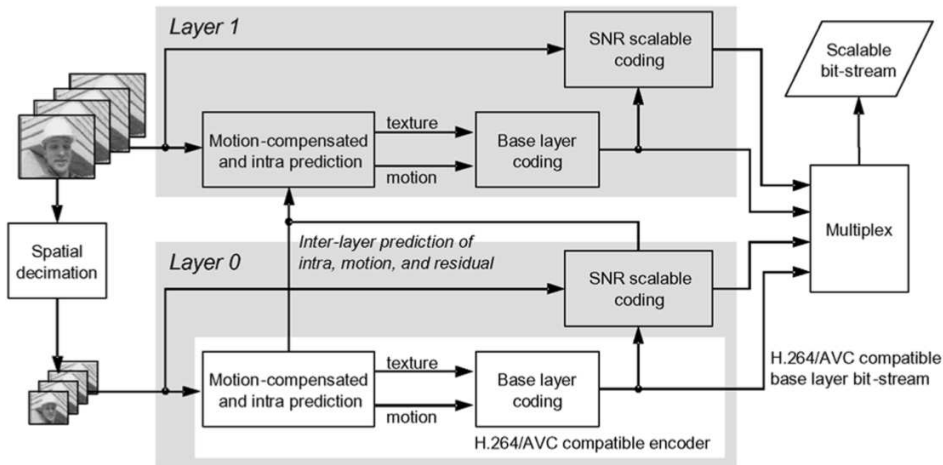 Layer 1
SNR scalable
coding
Scalable
bit-stream
Motion-compensated
and intra prediction
texture
motion
Base layer
coding
Multiplex
Spatial
decimation
Inter-layer prediction of
intra, motion, and residual
Layer 0
SNR scalable
coding
Motion-compensated
and intra prediction
texture
motion
Base layer
coding
H.264/AVC compatible
base layer bit-stream
H.264/AVC compatible encoder